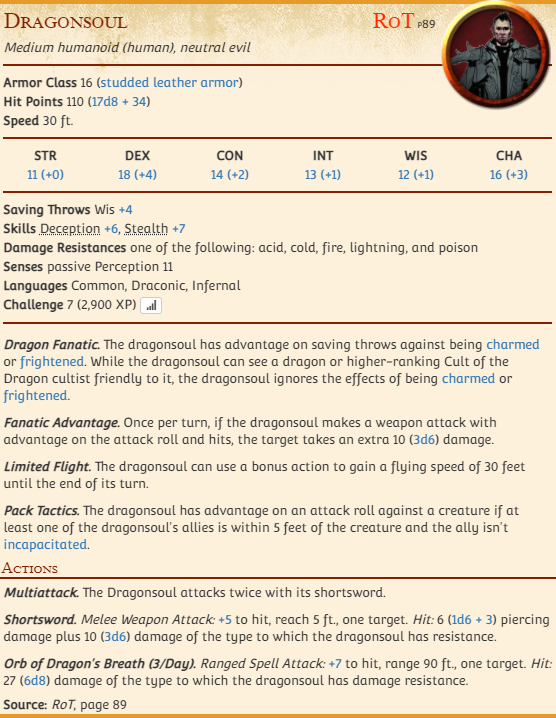 Dragonsoul RoT p89
Medium humanoid (human), neutral evil
Armor Class 16 (studded leather armor)
Hit Points 110 (17d8 + 34)
Speed 30 ft.
STR DEX CON INT WIS CHA
11 (+0) 18 (+4) 14 (+2) 13 (+1) 12 (+1) 16 (+3)
Saving Throws Wis +4
Skills Deception +6, Stealth +7
Damage Resistances one of the following: acid, cold, fire, lightning, and poison
Senses passive Perception 11
Languages Common, Draconic, Infernal
Challenge 7 (2,900 XP)
Dragon Fanatic. The dragonsoul has advantage on saving throws against being charmed
or frightened. While the dragonsoul can see a dragon or higher-ranking Cult of the
Dragon cultist friendly to it, the dragonsoul ignores the effects of being charmed or
frightened.
Fanatic Advantage. Once per turn, if the dragonsoul makes a weapon attack with
advantage on the attack roll and hits, the target takes an extra 10 (3d6) damage.
Limited Flight. The dragonsoul can use a bonus action to gain a flying speed of 30 feet
until the end of its turn.
Pack Tactics. The dragonsoul has advantage on an attack roll against a creature if at
least one of the dragonsoul's allies is within 5 feet of the creature and the ally isn't
incapacitated.
Actions
Multiattack. The Dragonsoul attacks twice with its shortsword.
Shortsword. Melee Weapon Attack: +5 to hit, reach 5 ft., one target. Hit: 6 (1d6 + 3) piercing
damage plus 10 (3d6) damage of the type to which the dragonsoul has resistance.
Orb of Dragon's Breath (3/Day). Ranged Spell Attack: +7 to hit, range 90 ft., one target. Hit:
27 (6d8) damage of the type to which the dragonsoul has damage resistance.
Source: RoT, page 89